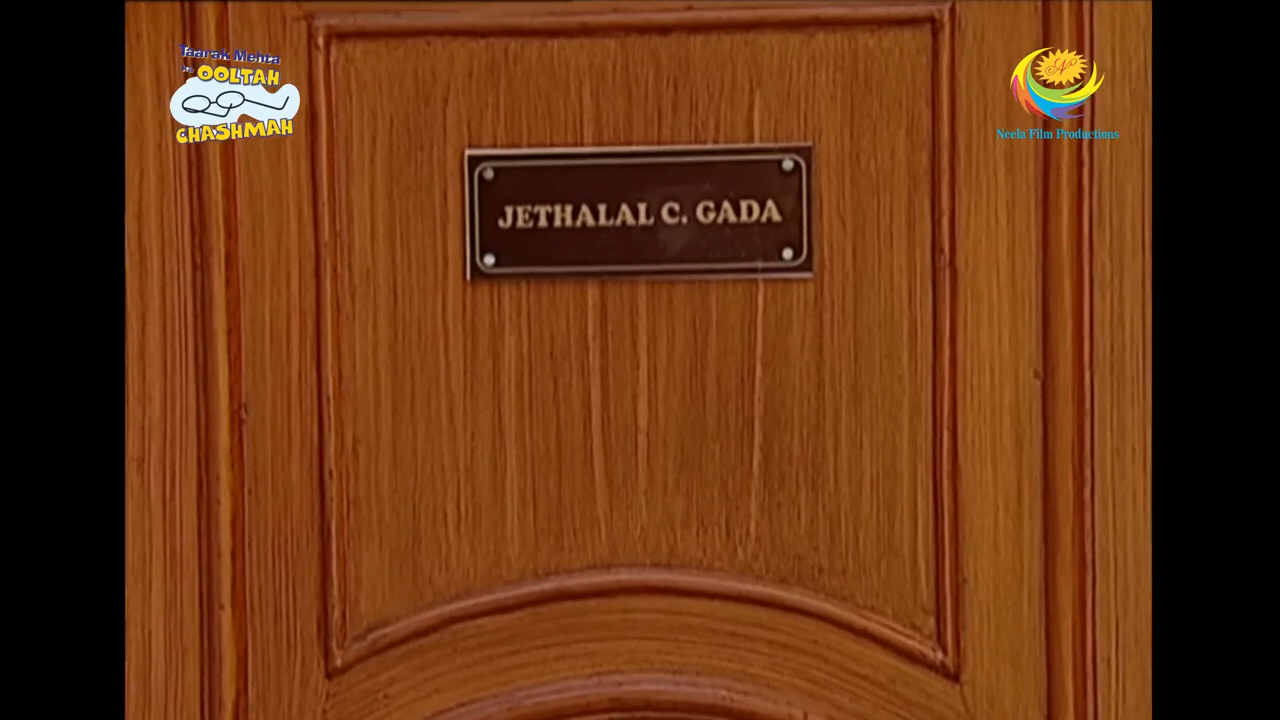 Taarak Mehta
ka OOLTAH
CHASHMAH
Neela Film Productions
JETHALAL C. GADA